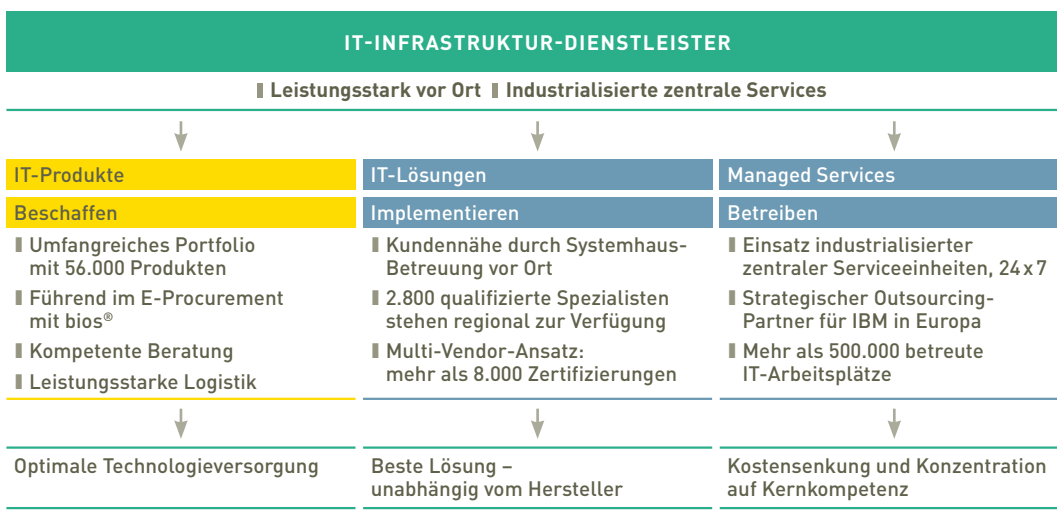 IT-INFRASTRUKTUR-DIENSTLEISTER
Leistungsstark vor Ort Industrialisierte zentrale Services
IT-Produkte
Beschaffen
Umfangreiches Portfolio
mit 56.000 Produkten
Führend im E-Procurement
mit bios®
Kompetente Beratung
Leistungsstarke Logistik
Optimale Technologieversorgung
IT-Lösungen
Implementieren
Kundennähe durch Systemhaus-
Betreuung vor Ort
2.800 qualifizierte Spezialisten
stehen regional zur Verfügung
Multi-Vendor-Ansatz:
mehr als 8.000 Zertifizierungen
Beste Lösung –
unabhängig vom Hersteller
Managed Services
Betreiben
Einsatz industrialisierter
zentraler Serviceeinheiten, 24x7
Strategischer Outsourcing-
Partner für IBM in Europa
Mehr als 500.000 betreute
IT-Arbeitsplätze
Kostensenkung und Konzentration
auf Kernkompetenz